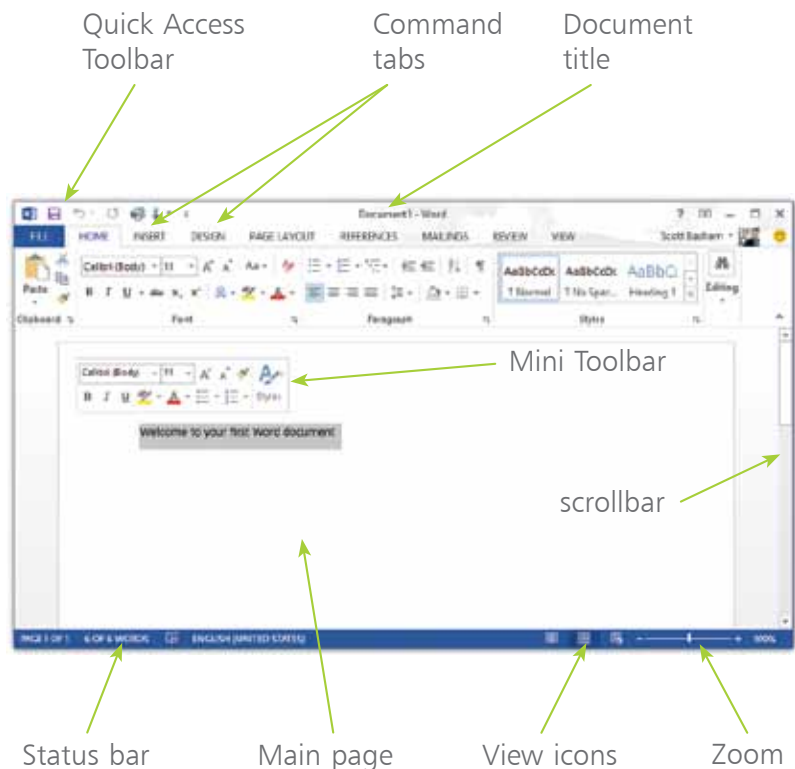 Quick Access
Toolbar
Command
tabs
Document
title
Document1 - Word
FILE HOME INSERT DESIGN PAGE LAYOUT REFERENCES MAILINGS REVIEW VIEW Scott Basham
Calibri (Body) 11 Aa AaBbCcDc AaBbCcDc AaBbCc
Paste B I U abc x, x' A ¶ Normal ¶ No Spac... Heading 1 Editing
Clipboard Font Paragraph Styles
Mini Toolbar
Calibri (Body) 11
B I U A Styles
Welcome to your first Word document
scrollbar
PAGE 1 OF 1 6 OF 6 WORDS ENGLISH (UNITED STATES) 100%
Status bar
Main page
View icons
Zoom